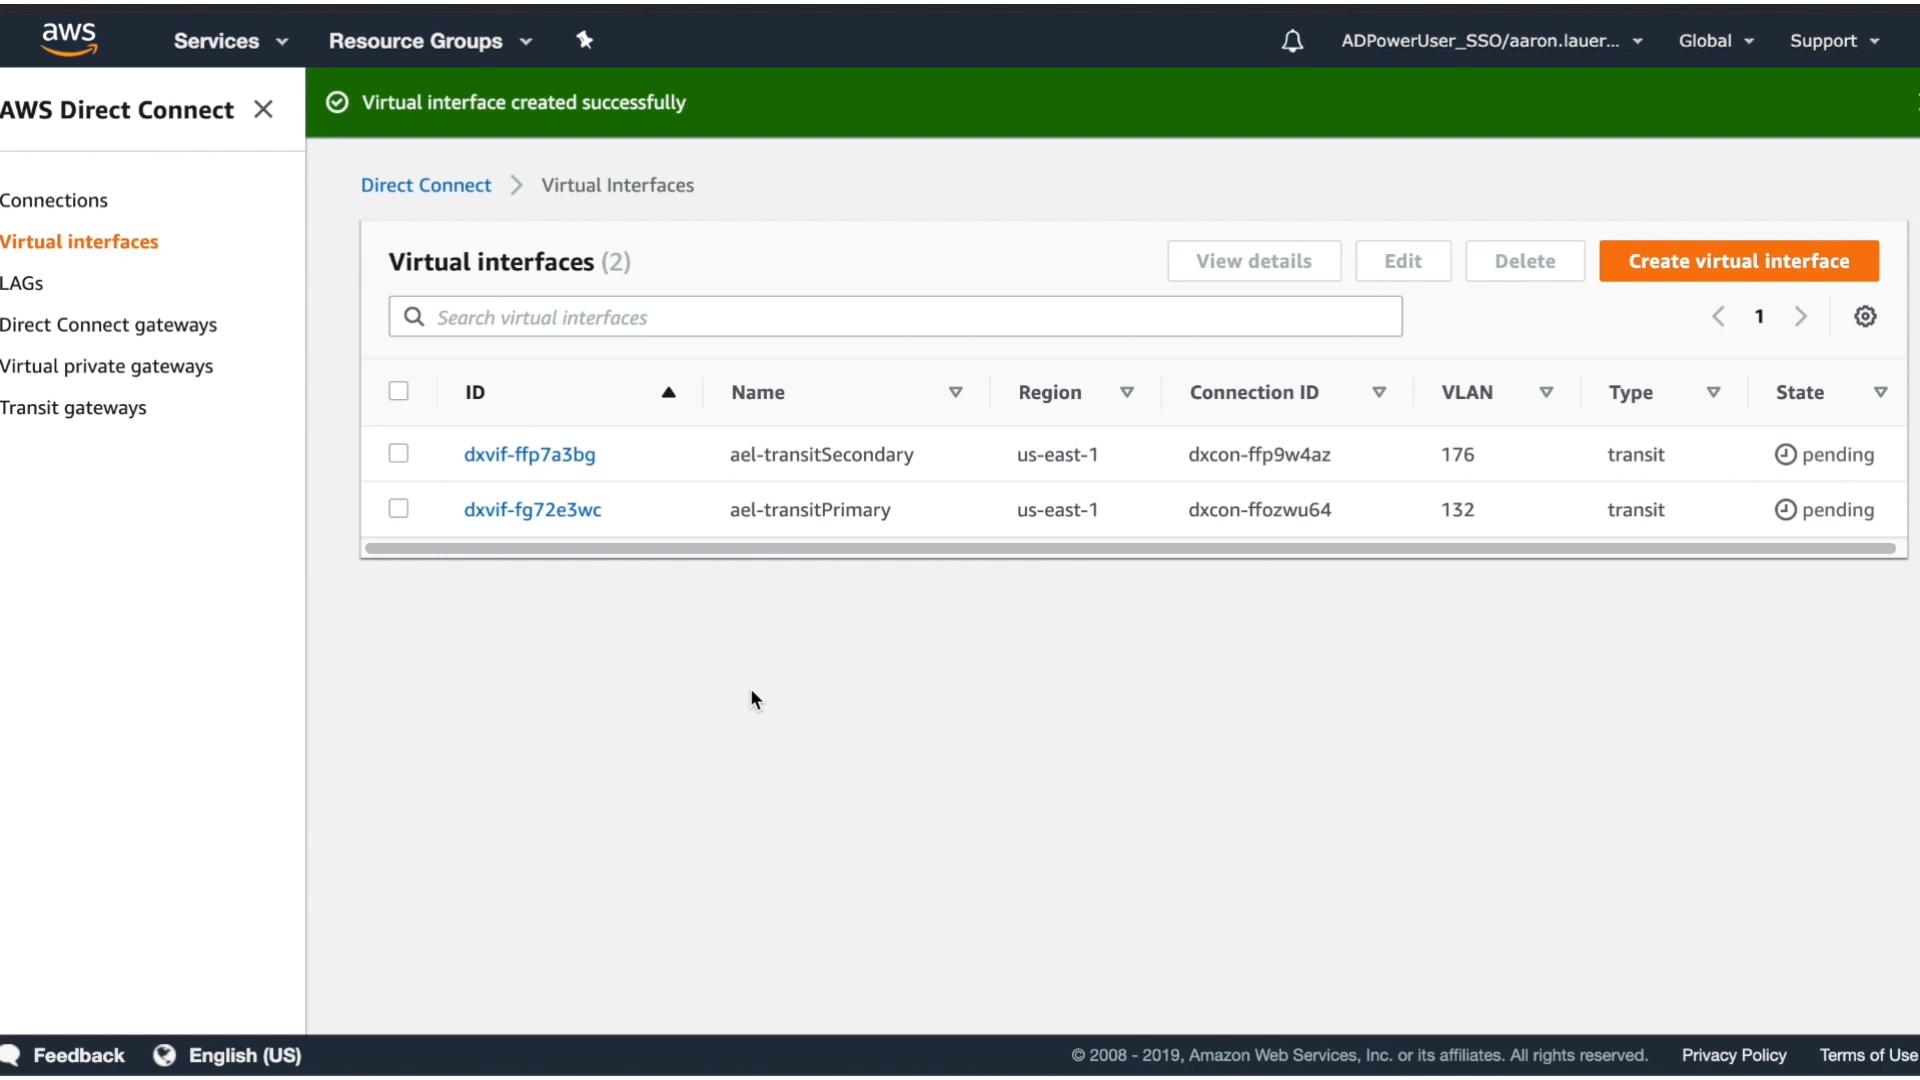 aws Services Resource Groups ADPowerUser_SSO/aaron.lauer... Global Support
AWS Direct Connect
Virtual interface created successfully
Connections
Virtual interfaces
LAGs
Direct Connect gateways
Virtual private gateways
Transit gateways
Direct Connect > Virtual Interfaces
Virtual interfaces (2) View details Edit Delete Create virtual interface
Search virtual interfaces 1
ID Name Region Connection ID VLAN Type State
dxvif-ffp7a3bg ael-transitSecondary us-east-1 dxcon-ffp9w4az 176 transit pending
dxvif-fg72e3wc ael-transitPrimary us-east-1 dxcon-ffozwu64 132 transit pending
Feedback English (US) © 2008 - 2019, Amazon Web Services, Inc. or its affiliates. All rights reserved. Privacy Policy Terms of Use